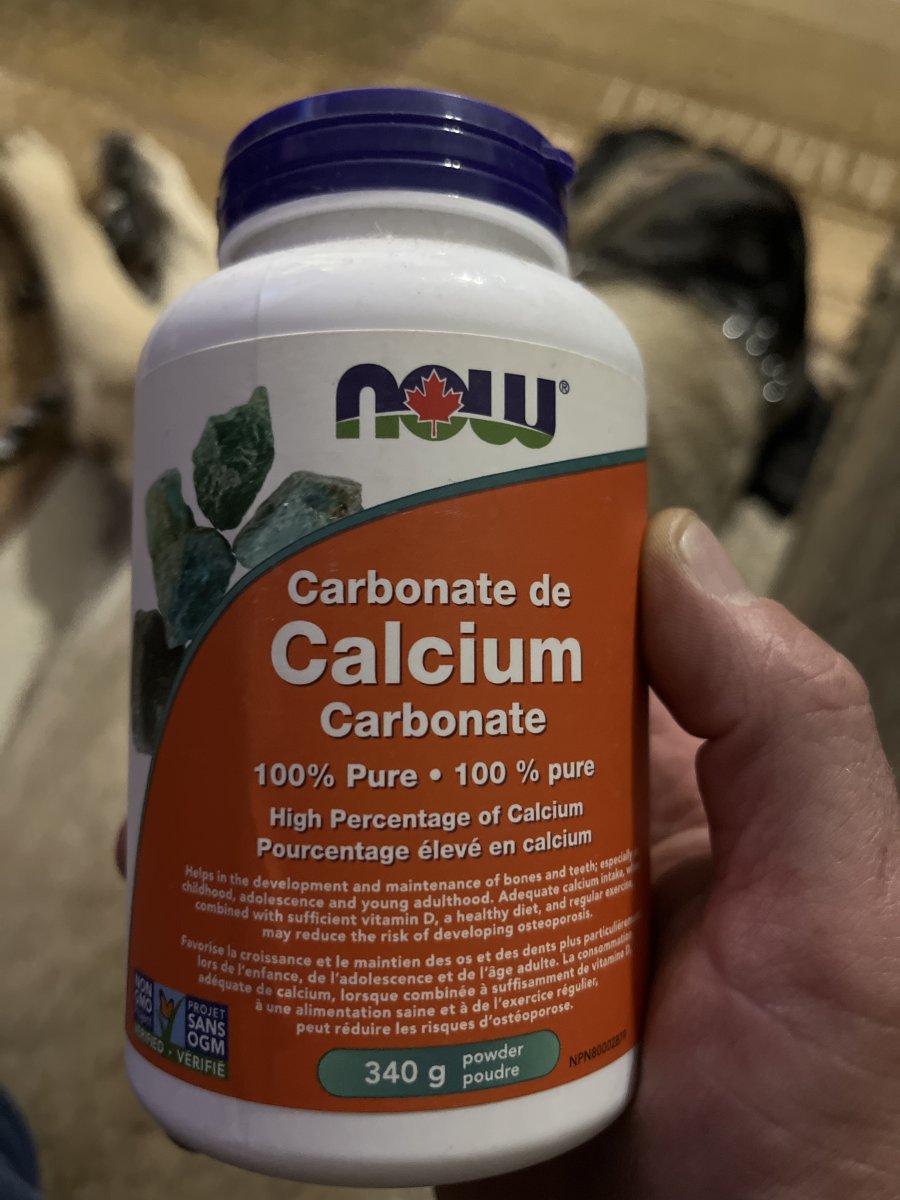 now®
Carbonate de
Calcium
Carbonate
100% Pure • 100 % pure
High Percentage of Calcium
Pourcentage élevé en calcium
Helps in the development and maintenance of bones and teeth; especially
childhood, adolescence and young adulthood. Adequate calcium intake,
combined with sufficient vitamin D, a healthy diet, and regular exercise,
may reduce the risk of developing osteoporosis.
Favorise la croissance et le maintien des os et des dents plus particulièrement
lors de l'enfance, de l'adolescence et de l'âge adulte. La consommation
adéquate de calcium, lorsque combinée à suffisamment de vitamine D,
à une alimentation saine et à de l'exercice régulier,
peut réduire les risques d'ostéoporose.
NON
GMO
Project
VERIFIED • VÉRIFIÉ
PROJET
SANS
OGM
340 g
powder
poudre